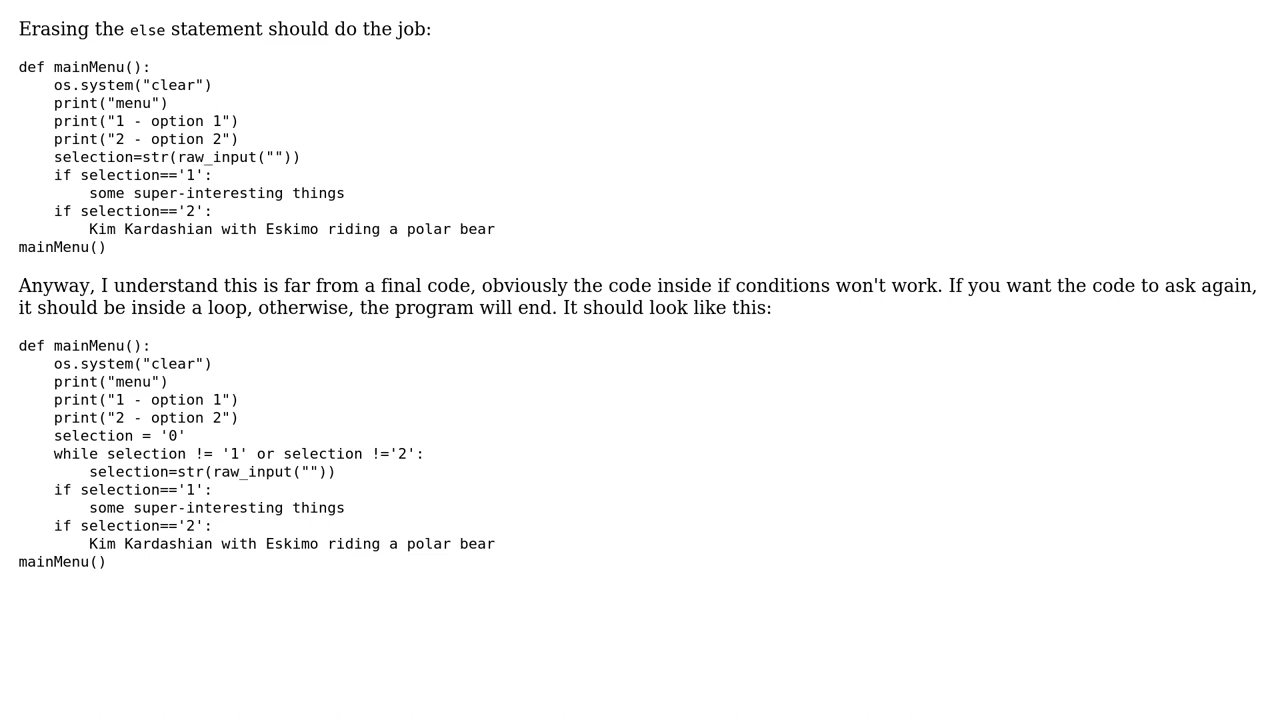 Erasing the else statement should do the job:
def mainMenu():
    os.system("clear")
    print("menu")
    print("1 - option 1")
    print("2 - option 2")
    selection=str(raw_input(""))
    if selection=='1':
        some super-interesting things
    if selection=='2':
        Kim Kardashian with Eskimo riding a polar bear
mainMenu()
Anyway, I understand this is far from a final code, obviously the code inside if conditions won't work. If you want the code to ask again,
it should be inside a loop, otherwise, the program will end. It should look like this:
def mainMenu():
    os.system("clear")
    print("menu")
    print("1 - option 1")
    print("2 - option 2")
    selection = '0'
    while selection != '1' or selection !='2':
        selection=str(raw_input(""))
    if selection=='1':
        some super-interesting things
    if selection=='2':
        Kim Kardashian with Eskimo riding a polar bear
mainMenu()